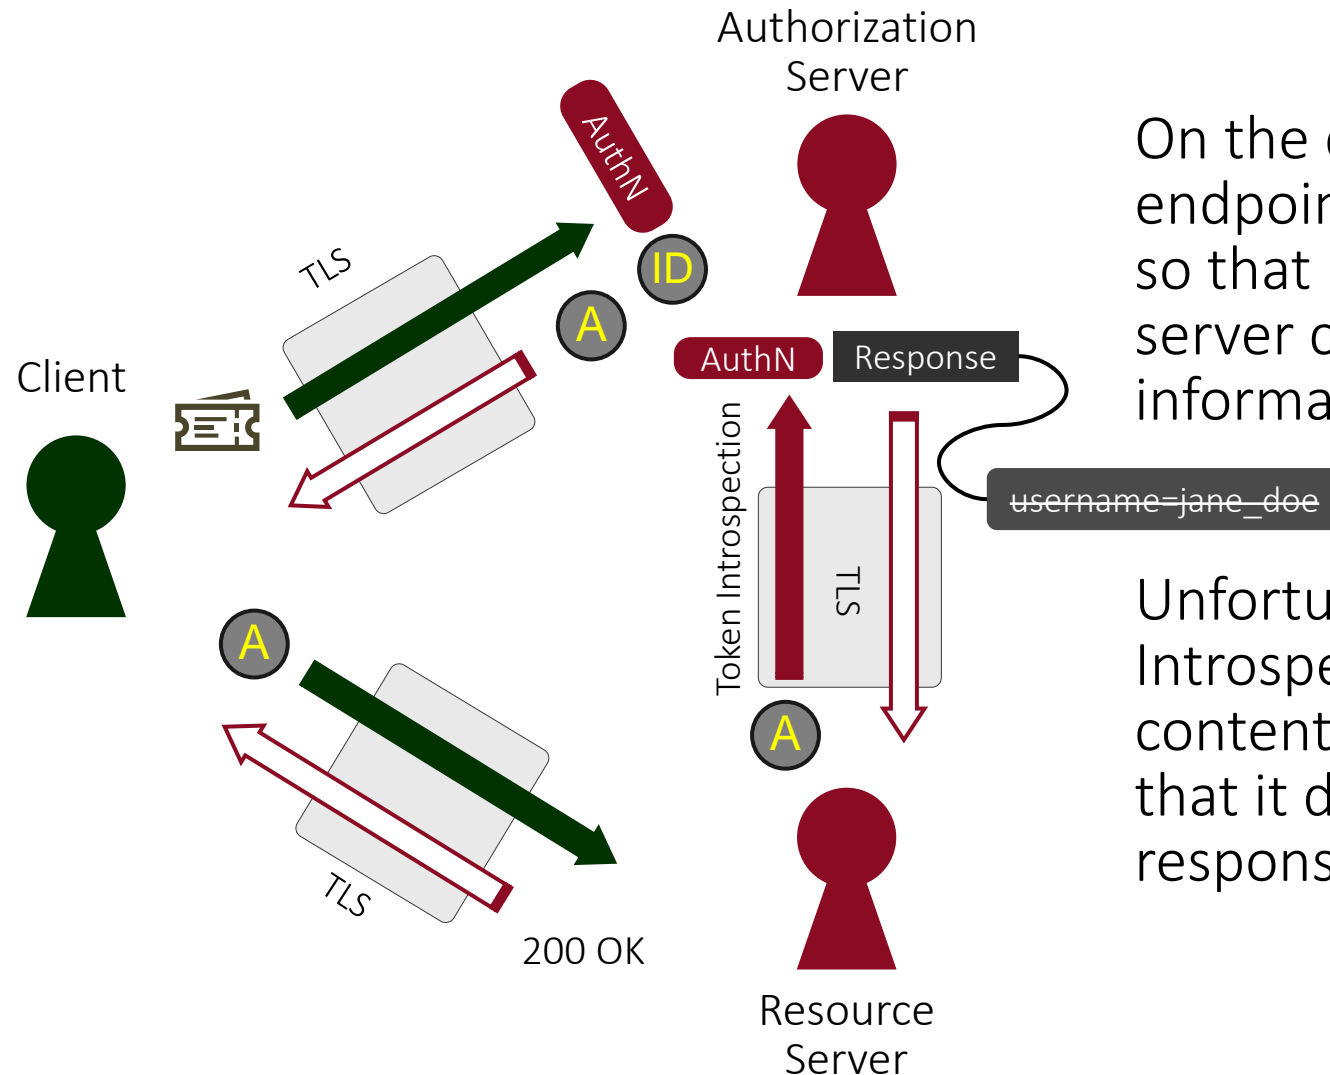 Authorization
Server
AuthN
TLS
ID
A
Client
AuthN
Response
Token Introspection
TLS
username=jane_doe
A
A
TLS
200 OK
Resource
Server
On the
endpoin
so that
server
informa
Unfortu
Introspe
content
that it d
respons